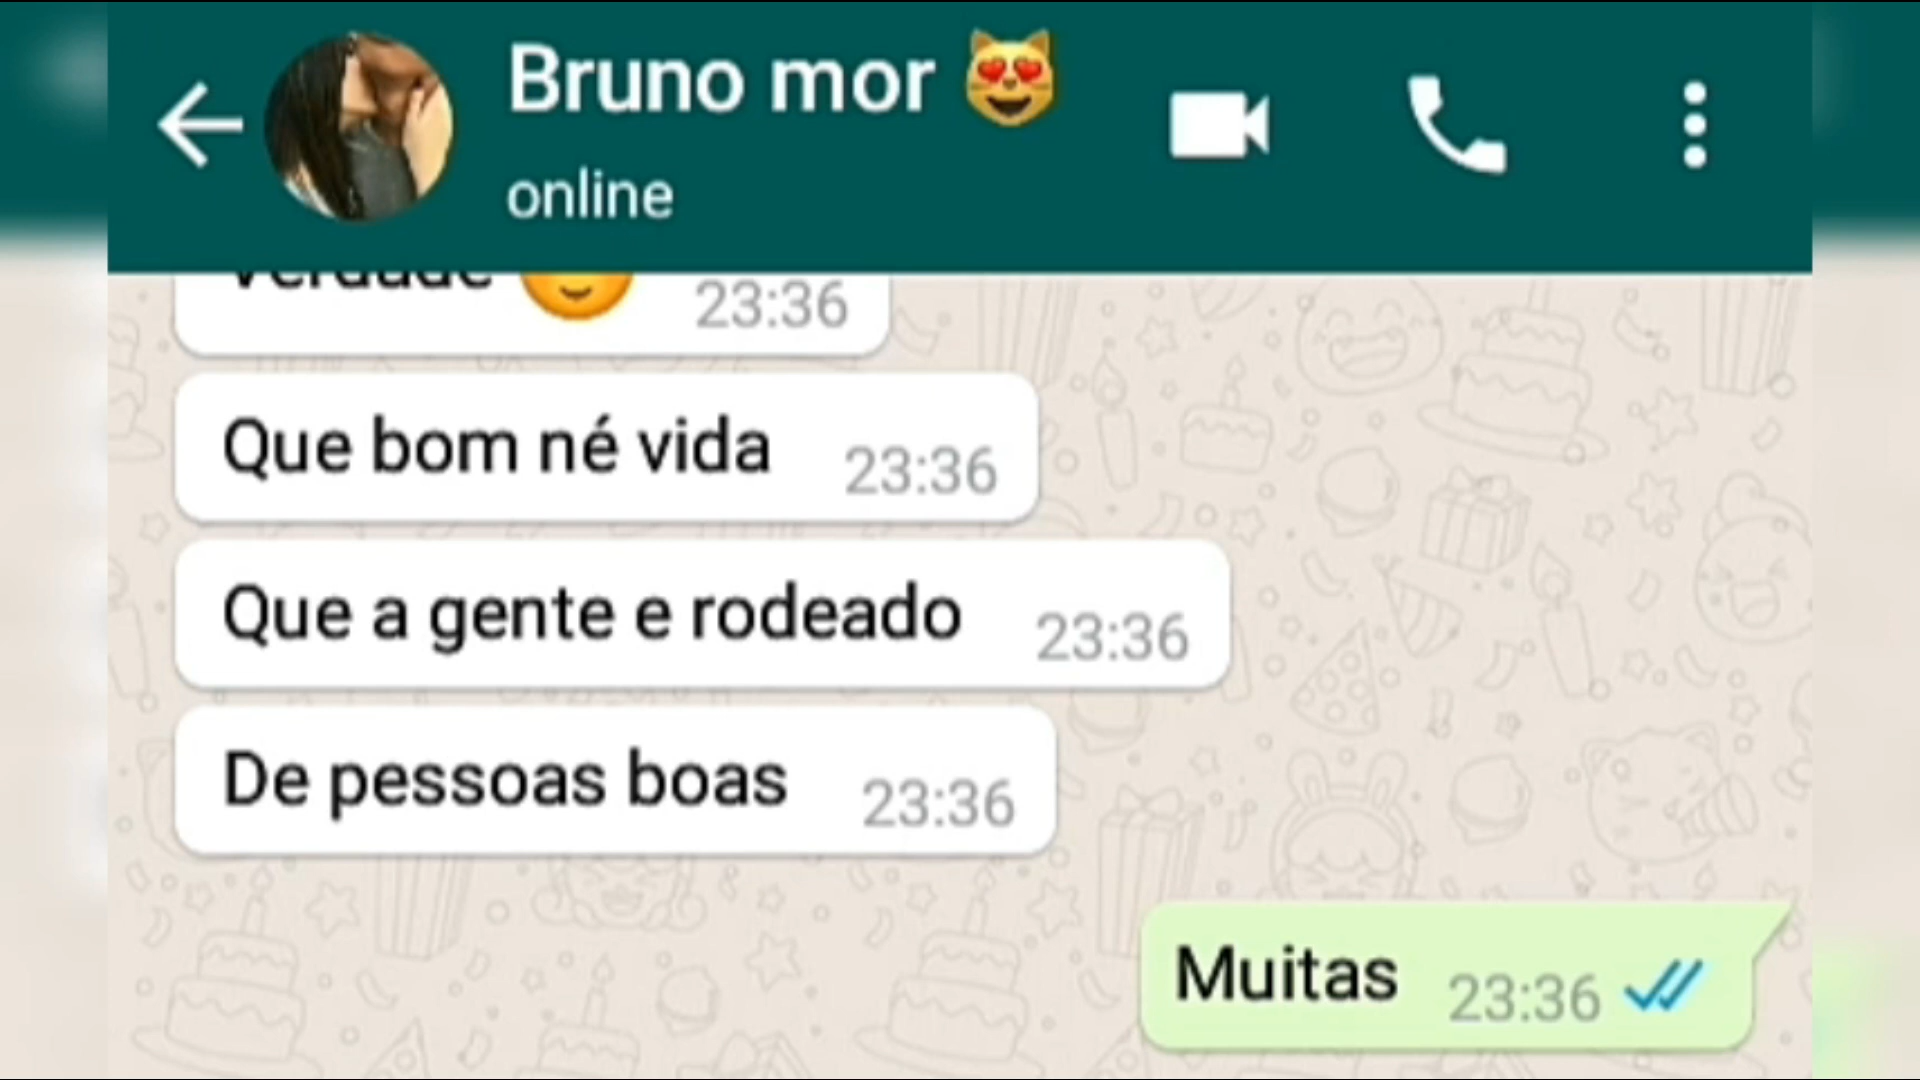 Bruno mor 😻
online
Verdade 😊 23:36
Que bom né vida 23:36
Que a gente e rodeado 23:36
De pessoas boas 23:36
Muitas 23:36